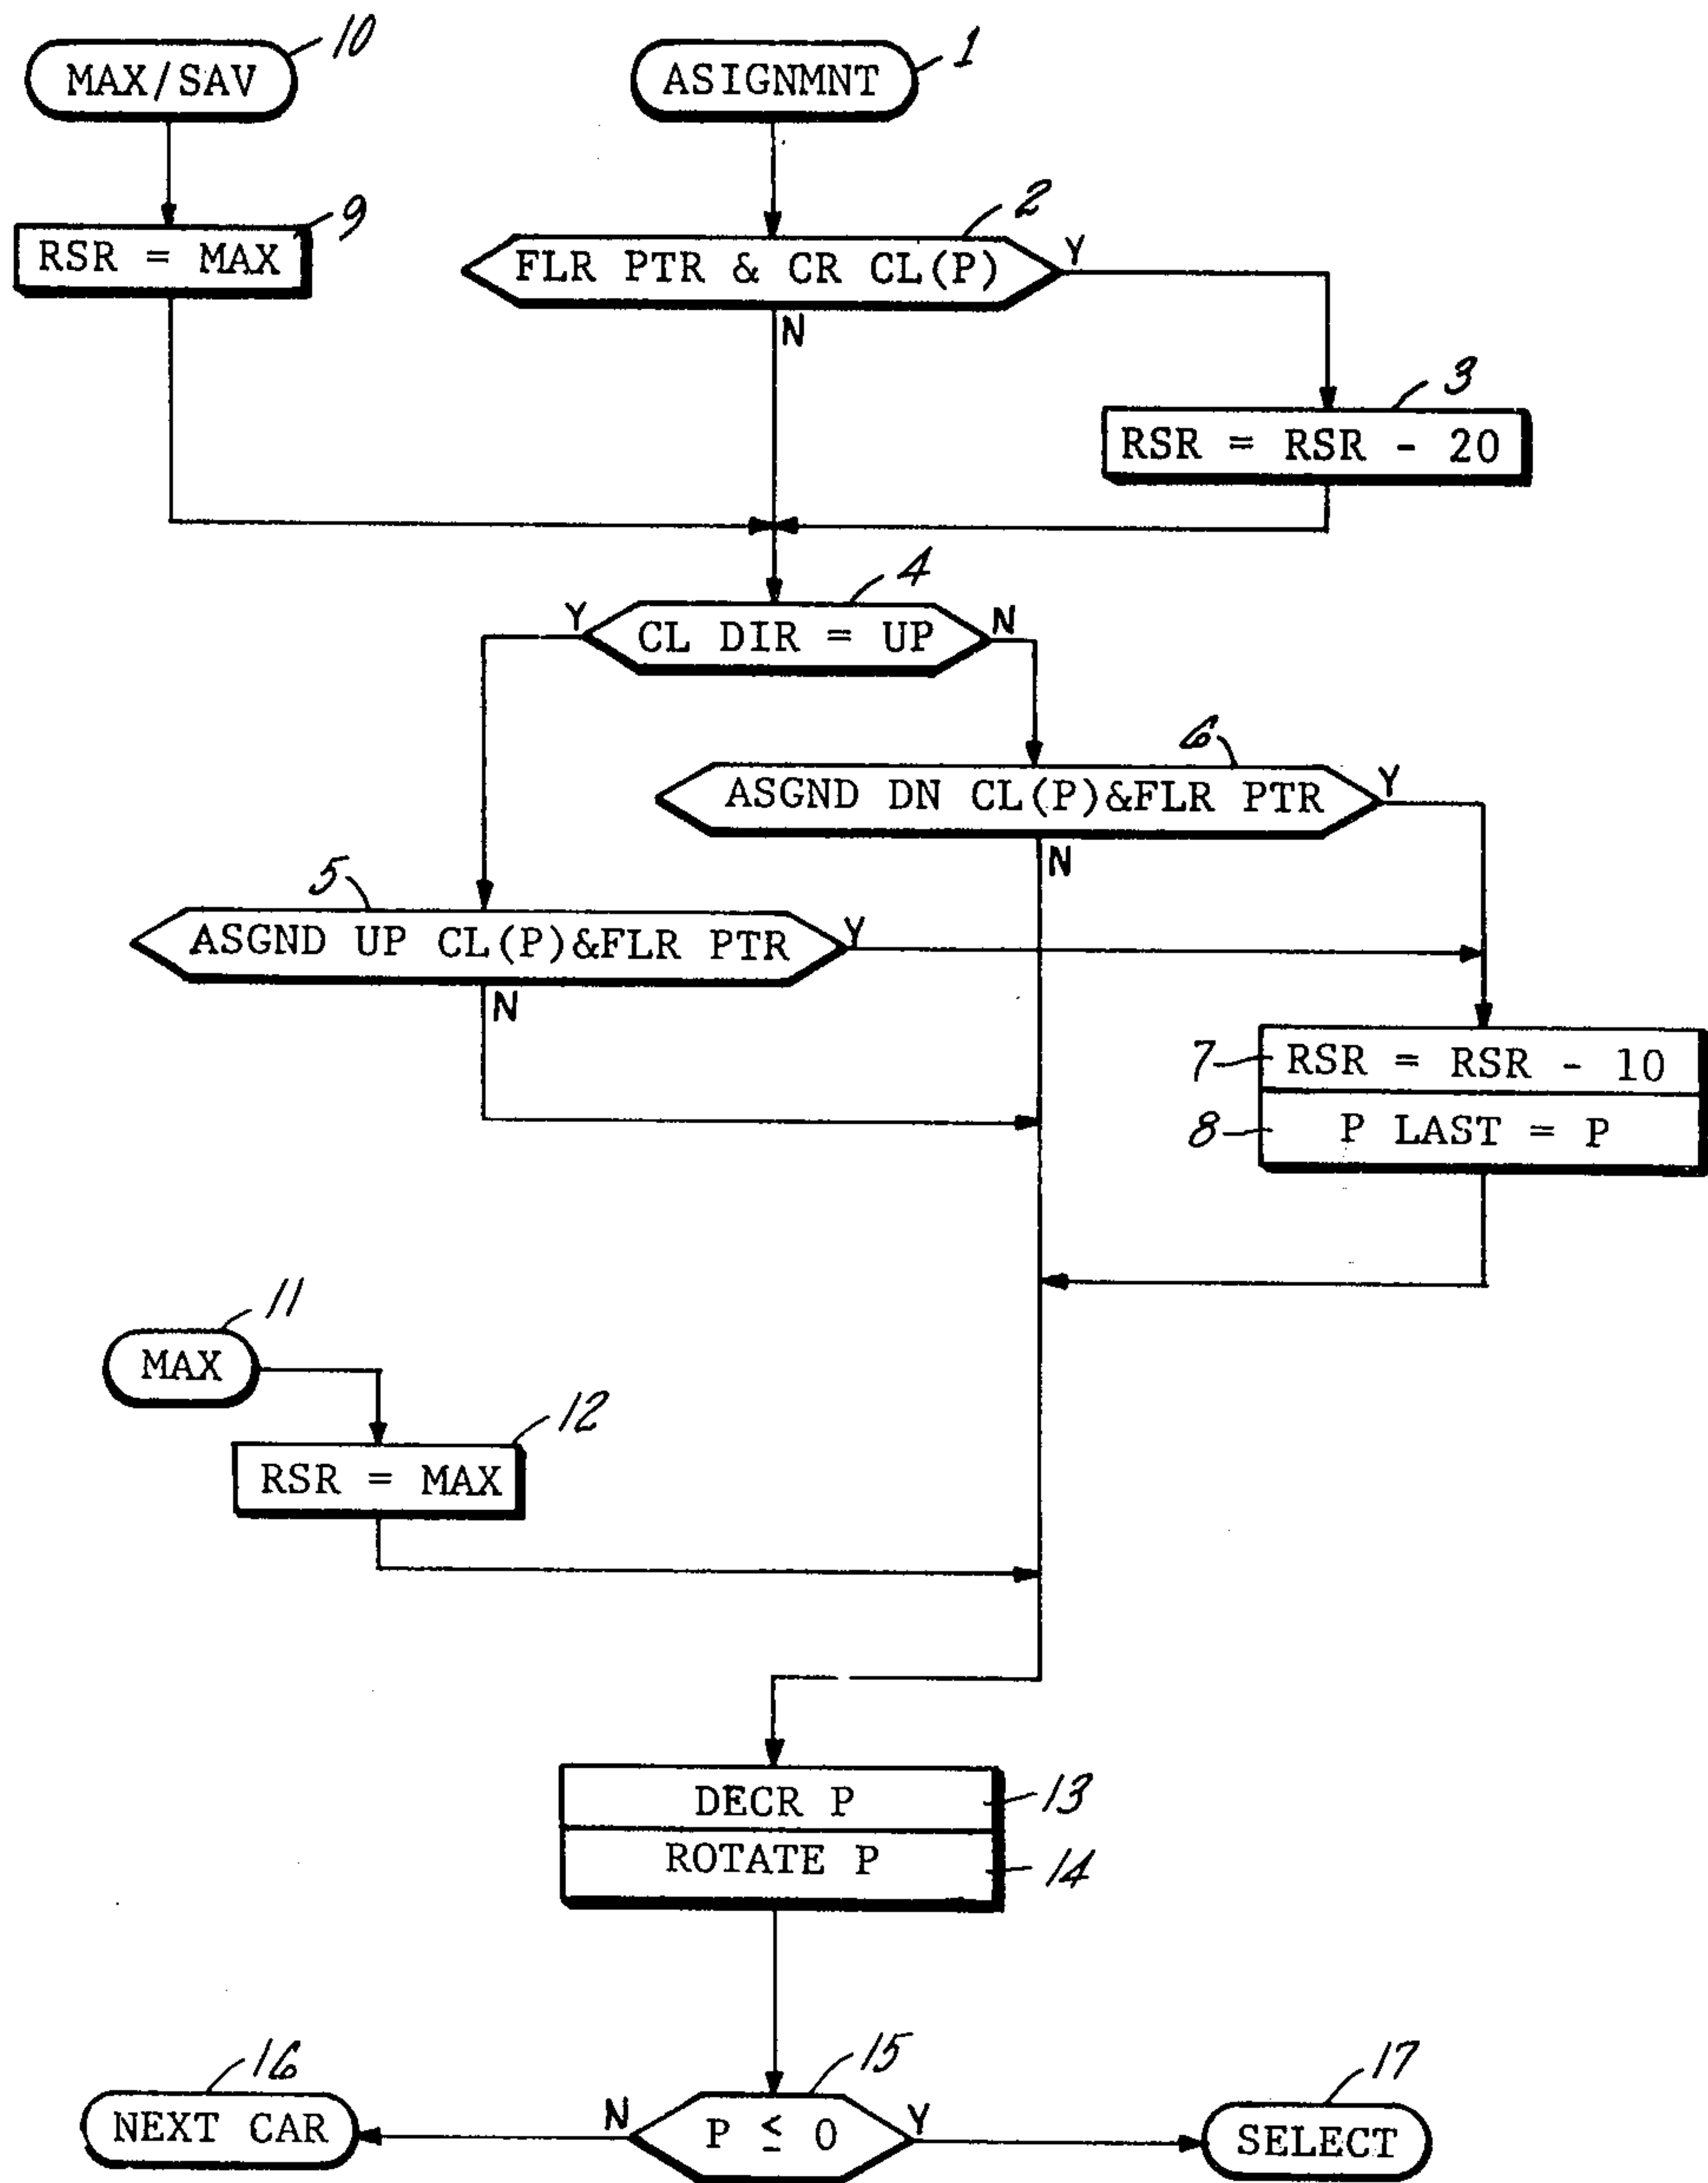 10
MAX/SAV
ASIGNMNT
1
RSR = MAX
9
FLR PTR & CR CL(P)
2
Y
N
RSR = RSR - 20
3
CL DIR = UP
4
Y
N
ASGND DN CL(P)&FLR PTR
6
Y
N
5
ASGND UP CL(P)&FLR PTR
Y
N
7
RSR = RSR - 10
8
P LAST = P
MAX
11
RSR = MAX
12
DECR P
13
ROTATE P
14
NEXT CAR
16
N
P ≤ 0
15
Y
SELECT
17